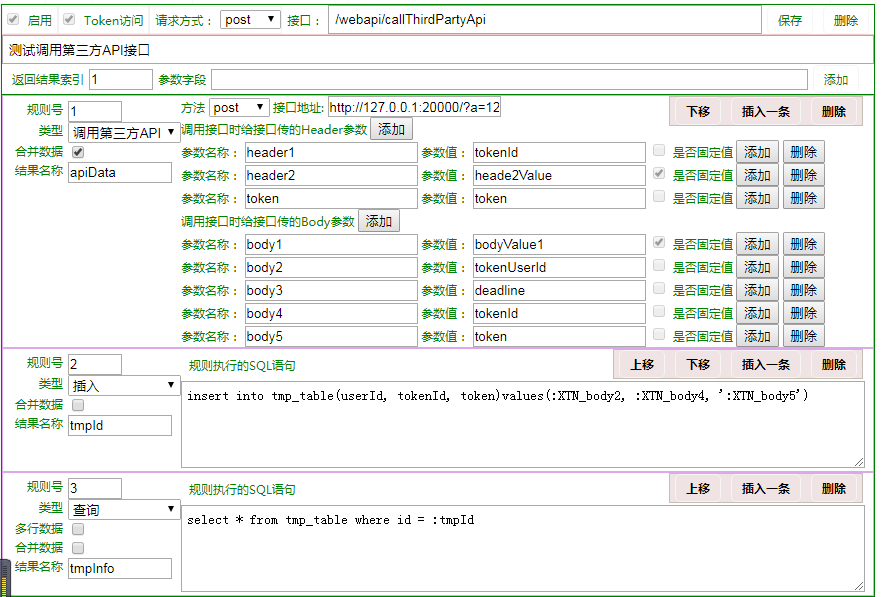 启用 Token访问 请求方式： post 接口： /webapi/callThirdPartyApi 保存 删除
测试调用第三方API接口
返回结果索引 1 参数字段 添加
规则号 1 方法 post 接口地址: http://127.0.0.1:20000/?a=12 下移 插入一条 删除
类型 调用第三方API 调用接口时给接口传的Header参数 添加
合并数据 参数名称： header1 参数值： tokenId 是否固定值 添加 删除
结果名称 apiData 参数名称： header2 参数值： heade2Value 是否固定值 添加 删除
参数名称： token 参数值： token 是否固定值 添加 删除
调用接口时给接口传的Body参数 添加
参数名称： body1 参数值： bodyValue1 是否固定值 添加 删除
参数名称： body2 参数值： tokenUserId 是否固定值 添加 删除
参数名称： body3 参数值： deadline 是否固定值 添加 删除
参数名称： body4 参数值： tokenId 是否固定值 添加 删除
参数名称： body5 参数值： token 是否固定值 添加 删除
规则号 2 规则执行的SQL语句 上移 下移 插入一条 删除
类型 插入
合并数据
结果名称 tmpId
insert into tmp_table(userId, tokenId, token)values(:XTN_body2, :XTN_body4, ':XTN_body5')
规则号 3 规则执行的SQL语句 上移 插入一条 删除
类型 查询
多行数据
合并数据
结果名称 tmpInfo
select * from tmp_table where id = :tmpId